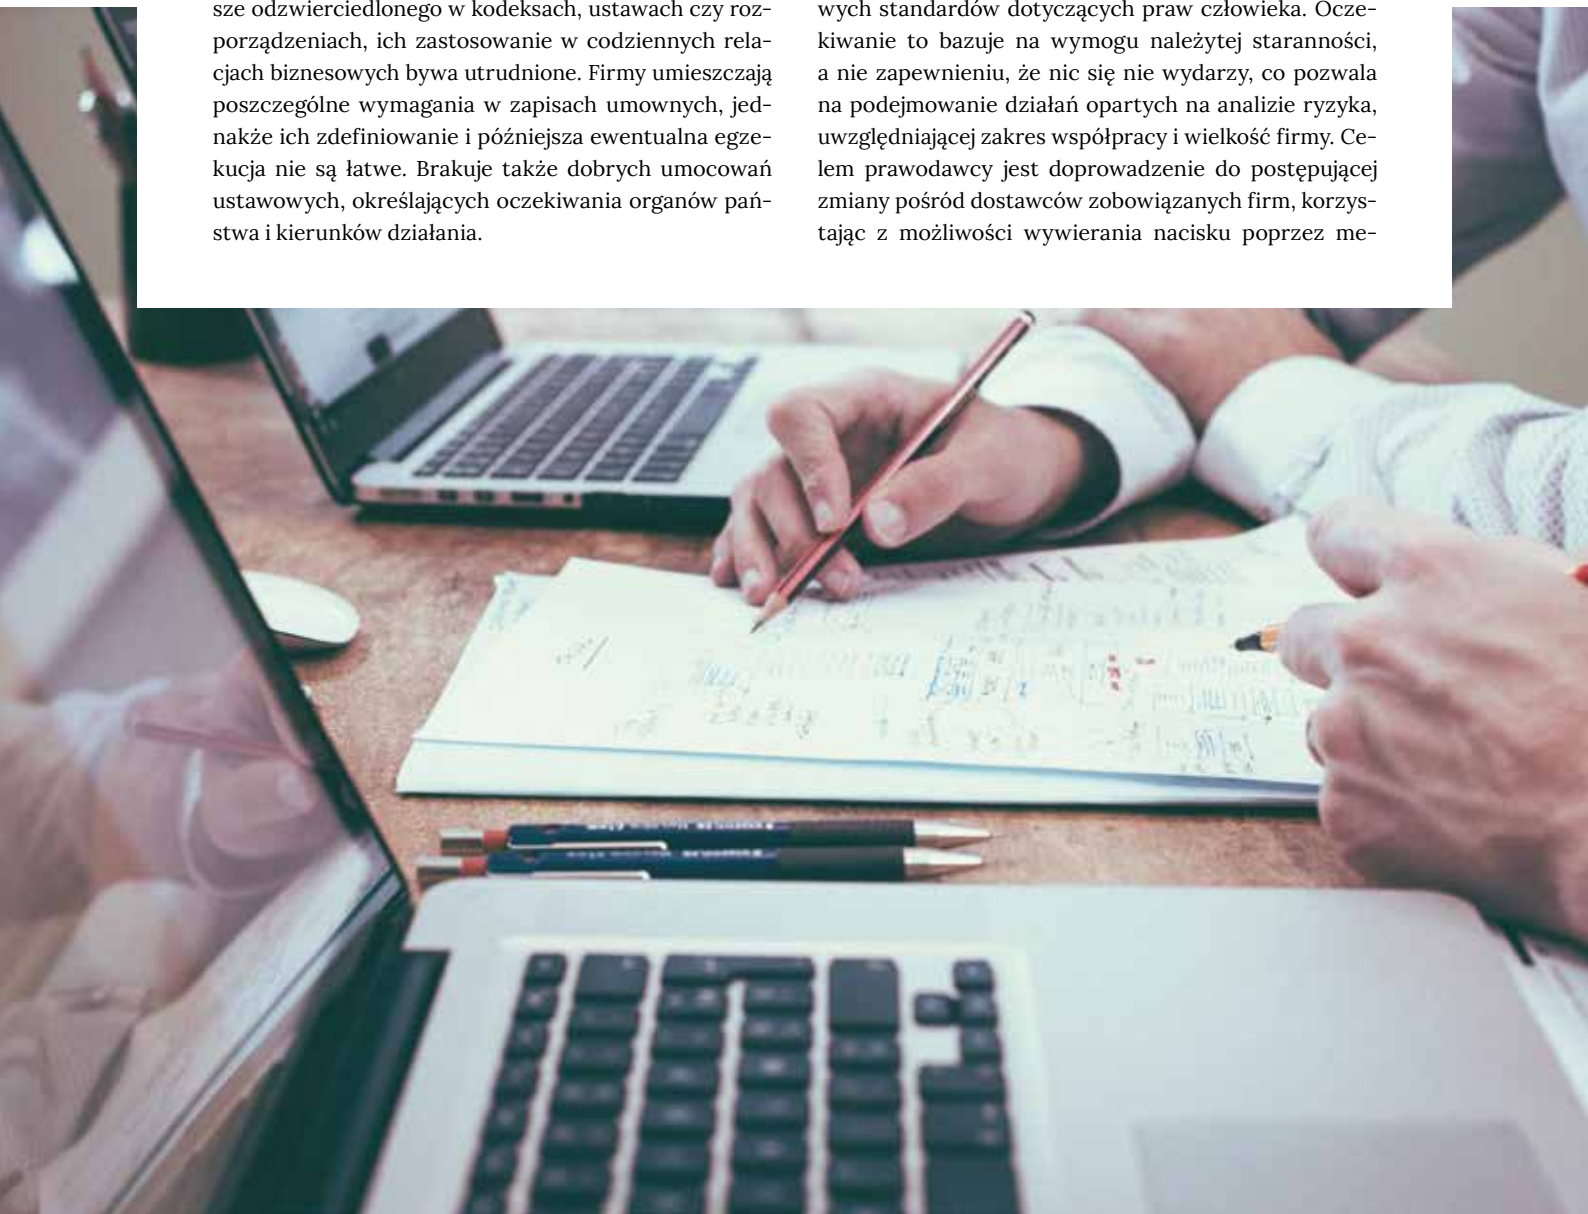 sze odzwierciedlonego w kodeksach, ustawach czy roz-
porządzeniach, ich zastosowanie w codziennych rela-
cjach biznesowych bywa utrudnione. Firmy umieszczają
poszczególne wymagania w zapisach umownych, jed-
nakże ich zdefiniowanie i późniejsza ewentualna egze-
kucja nie są łatwe. Brakuje także dobrych umocowań
ustawowych, określających oczekiwania organów pań-
stwa i kierunków działania.
wych standardów dotyczących praw człowieka. Ocze-
kiwanie to bazuje na wymogu należytej staranności,
a nie zapewnieniu, że nic się nie wydarzy, co pozwala
na podejmowanie działań opartych na analizie ryzyka,
uwzględniającej zakres współpracy i wielkość firmy. Ce-
lem prawodawcy jest doprowadzenie do postępującej
zmiany pośród dostawców zobowiązanych firm, korzys-
tając z możliwości wywierania nacisku poprzez me-